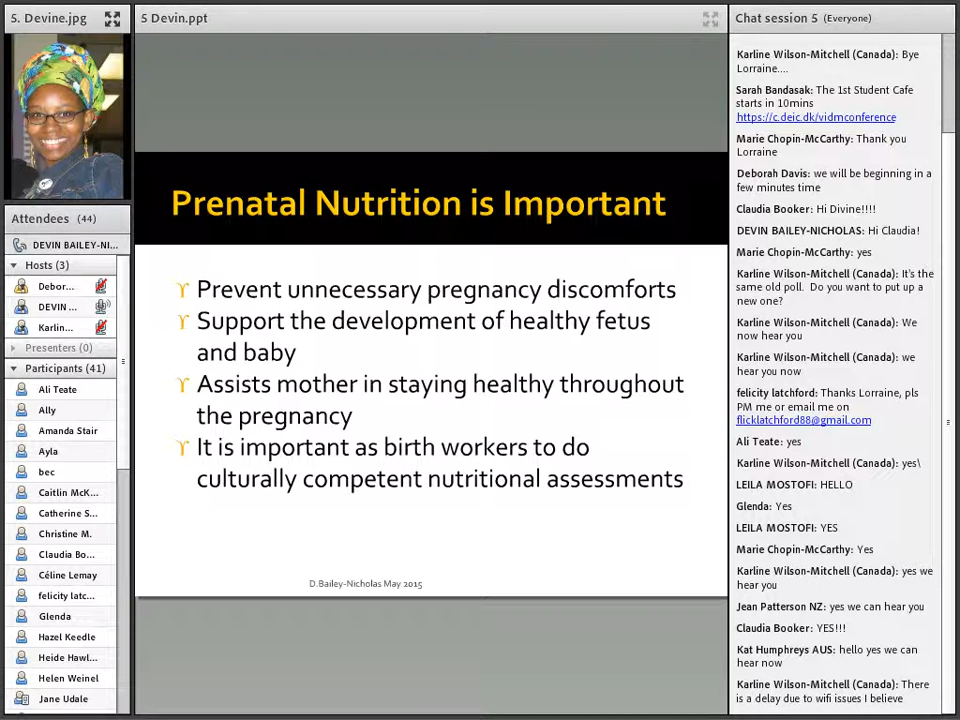 5. Devine.jpg
Attendees (44)
DEVIN BAILEY-NI...
Hosts (3)
Debor...
DEVIN ...
Karlin...
Presenters (0)
Participants (41)
Ali Teate
Ally
Amanda Stair
Ayla
bec
Caitlin McK...
Catherine S...
Christine M.
Claudia Bo...
Céline Lemay
felicity latc...
Glenda
Hazel Keedle
Heide Hawl...
Helen Weinel
Jane Udale
5 Devin.ppt
Prenatal Nutrition is Important
Prevent unnecessary pregnancy discomforts
Support the development of healthy fetus
and baby
Assists mother in staying healthy throughout
the pregnancy
It is important as birth workers to do
culturally competent nutritional assessments
D.Bailey-Nicholas May 2015
Chat session 5 (Everyone)
Karline Wilson-Mitchell (Canada): Bye
Lorraine....
Sarah Bandasak: The 1st Student Cafe
starts in 10mins
https://c.deic.dk/vidmconference
Marie Chopin-McCarthy: Thank you
Lorraine
Deborah Davis: we will be beginning in a
few minutes time
Claudia Booker: Hi Divine!!!!
DEVIN BAILEY-NICHOLAS: Hi Claudia!
Marie Chopin-McCarthy: yes
Karline Wilson-Mitchell (Canada): It's the
same old poll. Do you want to put up a
new one?
Karline Wilson-Mitchell (Canada): We
now hear you
Karline Wilson-Mitchell (Canada): we
hear you now
felicity latchford: Thanks Lorraine, pls
PM me or email me on
flicklatchford88@gmail.com
Ali Teate: yes
Karline Wilson-Mitchell (Canada): yes\
LEILA MOSTOFI: HELLO
Glenda: Yes
LEILA MOSTOFI: YES
Marie Chopin-McCarthy: Yes
Karline Wilson-Mitchell (Canada): yes we
hear you
Jean Patterson NZ: yes we can hear you
Claudia Booker: YES!!!
Kat Humphreys AUS: hello yes we can
hear now
Karline Wilson-Mitchell (Canada): There
is a delay due to wifi issues I believe